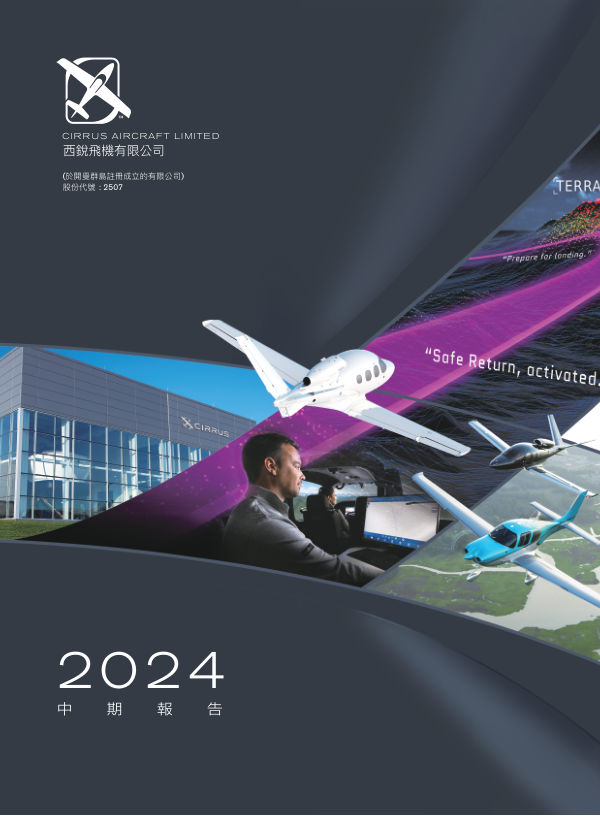 CIRRUS AIRCRAFT LIMITED
西銳飛機有限公司
(於開曼群島註冊成立的有限公司)
股份代號：2507
TERRA
"Prepare for landing."
"Safe Return, activated.
CIRRUS
2024
中期報告